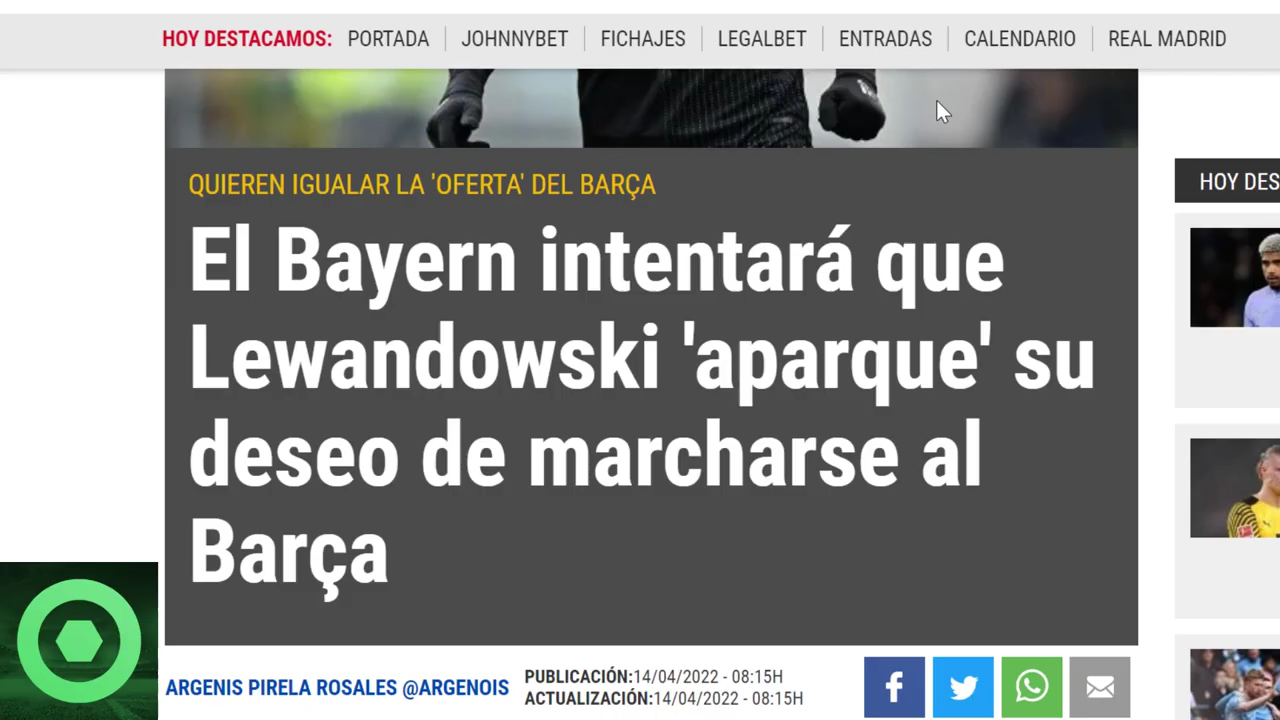 HOY DESTACAMOS: PORTADA JOHNNYBET FICHAJES LEGALBET ENTRADAS CALENDARIO REAL MADRID
QUIEREN IGUALAR LA 'OFERTA' DEL BARÇA
El Bayern intentará que
Lewandowski 'aparque' su
deseo de marcharse al
Barça
HOY DES
ARGENIS PIRELA ROSALES @ARGENOIS
PUBLICACIÓN:14/04/2022 - 08:15H
ACTUALIZACIÓN:14/04/2022 - 08:15H